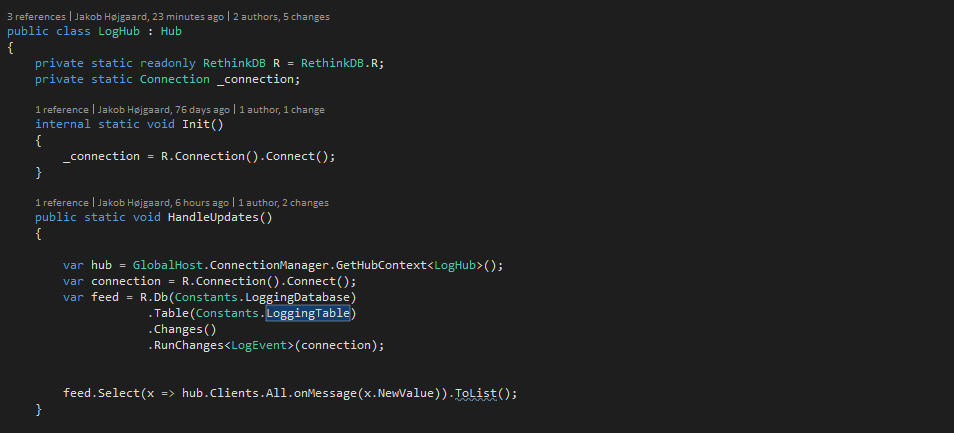 3 references | Jakob Højgaard, 23 minutes ago | 2 authors, 5 changes
public class LogHub : Hub
{
    private static readonly RethinkDB R = RethinkDB.R;
    private static Connection _connection;
    1 reference | Jakob Højgaard, 76 days ago | 1 author, 1 change
    internal static void Init()
    {
        _connection = R.Connection().Connect();
    }
    1 reference | Jakob Højgaard, 6 hours ago | 1 author, 2 changes
    public static void HandleUpdates()
    {
        var hub = GlobalHost.ConnectionManager.GetHubContext<LogHub>();
        var connection = R.Connection().Connect();
        var feed = R.Db(Constants.LoggingDatabase)
                    .Table(Constants.LoggingTable)
                    .Changes()
                    .RunChanges<LogEvent>(connection);
        feed.Select(x => hub.Clients.All.onMessage(x.NewValue)).ToList();
    }